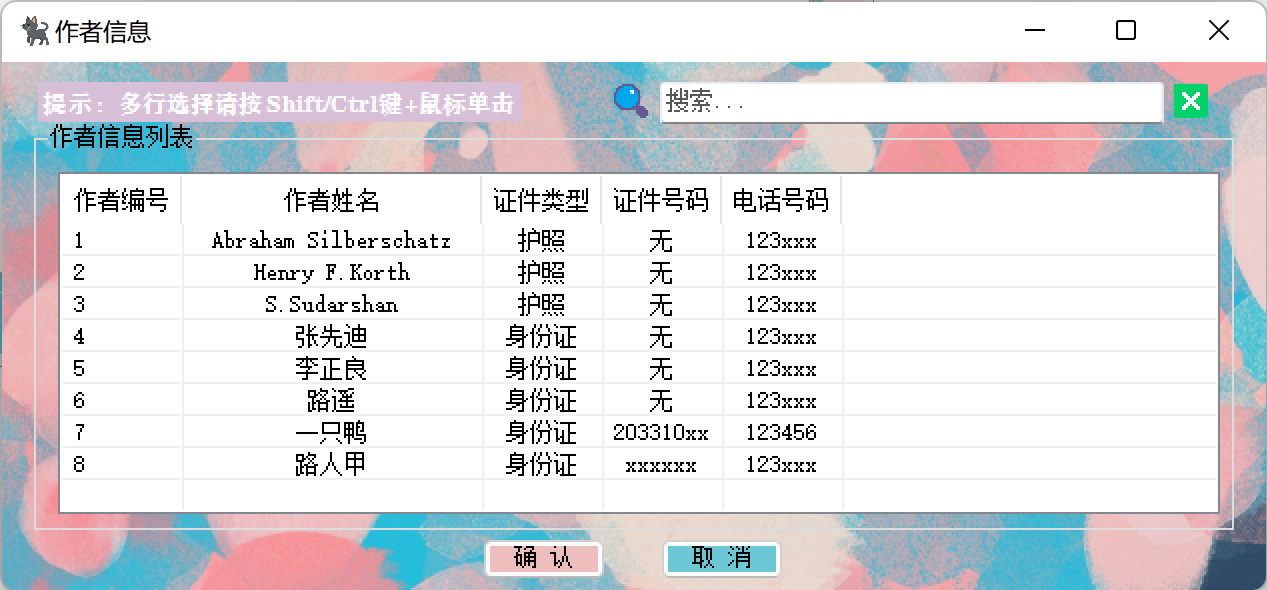 作者信息
提示：多行选择请按Shift/Ctrl键+鼠标单击
搜索...
作者信息列表
作者编号 作者姓名 证件类型 证件号码 电话号码
1 Abraham Silberschatz 护照 无 123xxx
2 Henry F.Korth 护照 无 123xxx
3 S.Sudarshan 护照 无 123xxx
4 张先迪 身份证 无 123xxx
5 李正良 身份证 无 123xxx
6 路遥 身份证 无 123xxx
7 一只鸭 身份证 203310xx 123456
8 路人甲 身份证 xxxxxx 123xxx
确 认 取 消